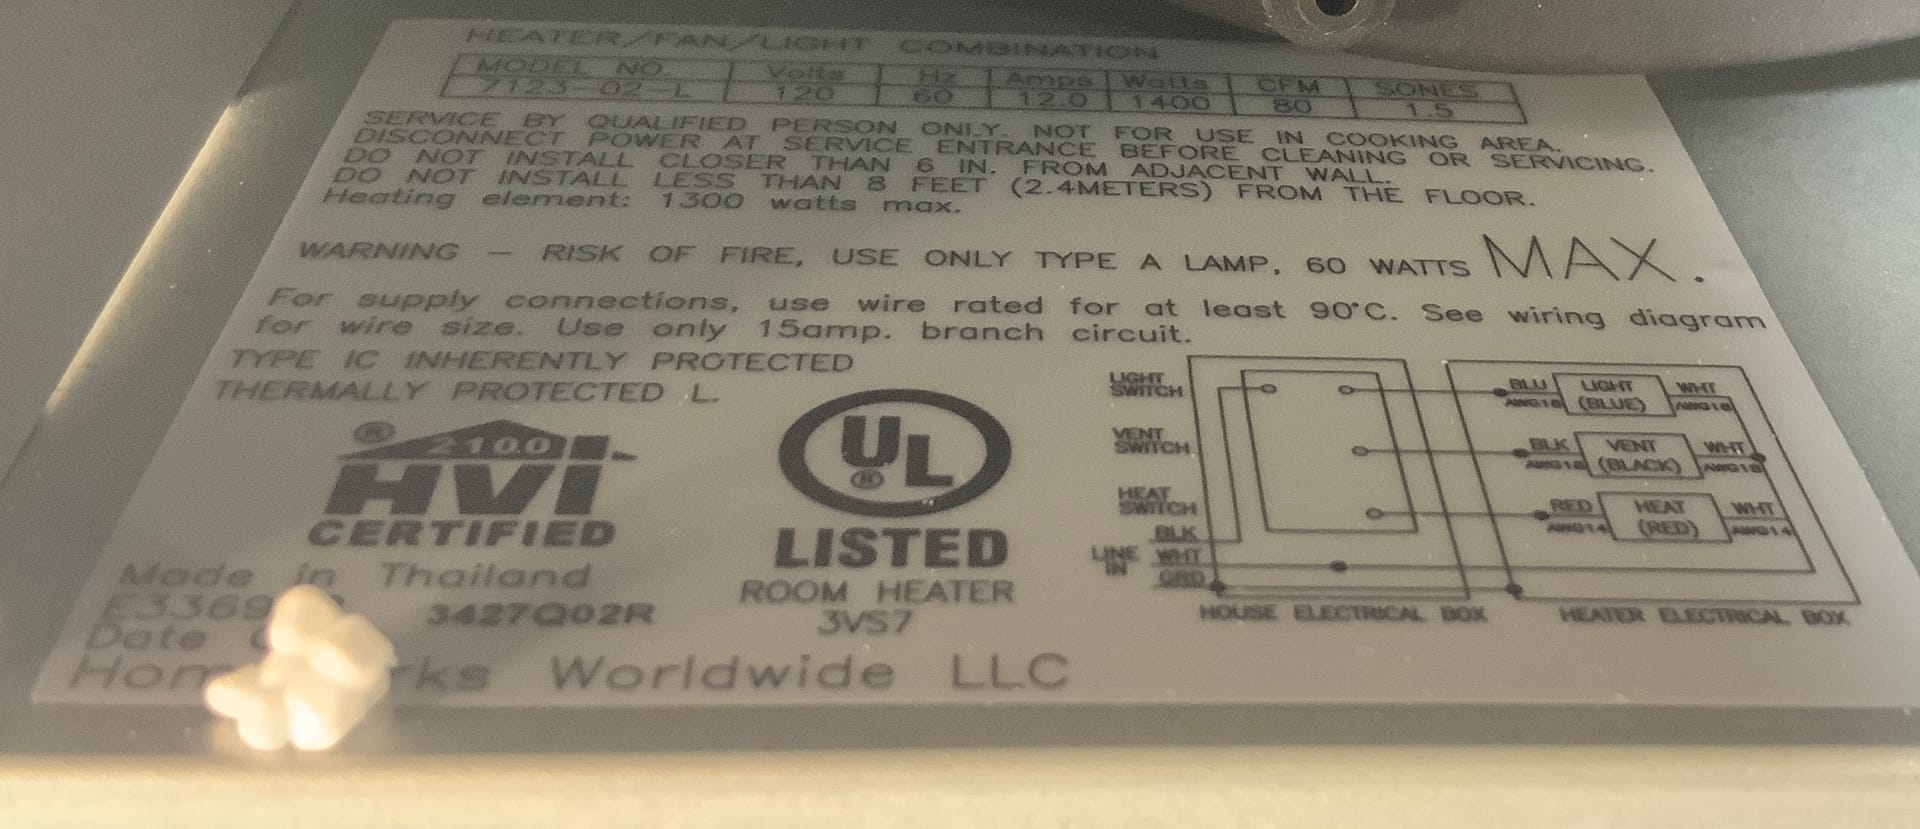 HEATER/FAN/LIGHT COMBINATION
MODEL NO. Volts Hz Amps Watts CFM SONES
7123-02-L 120 60 12.0 1400 80 1.5
SERVICE BY QUALIFIED PERSON ONLY. NOT FOR USE IN COOKING AREA.
DISCONNECT POWER AT SERVICE ENTRANCE BEFORE CLEANING OR SERVICING.
DO NOT INSTALL CLOSER THAN 6 IN. FROM ADJACENT WALL.
DO NOT INSTALL LESS THAN 8 FEET (2.4METERS) FROM THE FLOOR.
Heating element: 1300 watts max.
WARNING – RISK OF FIRE, USE ONLY TYPE A LAMP, 60 WATTS MAX.
For supply connections, use wire rated for at least 90°C. See wiring diagram
for wire size. Use only 15amp. branch circuit.
TYPE IC INHERENTLY PROTECTED
THERMALLY PROTECTED L.
® 2100
HVI
CERTIFIED
UL ®
LISTED
ROOM HEATER
3VS7
Made in Thailand
E3369 3427Q02R
Date
Worldwide LLC
LIGHT SWITCH
VENT SWITCH
HEAT SWITCH
LINE IN
BLK
WHT
GRD
BLU AWG18 LIGHT (BLUE) WHT AWG18
BLK AWG18 VENT (BLACK) WHT AWG18
RED AWG14 HEAT (RED) WHT AWG14
HOUSE ELECTRICAL BOX
HEATER ELECTRICAL BOX